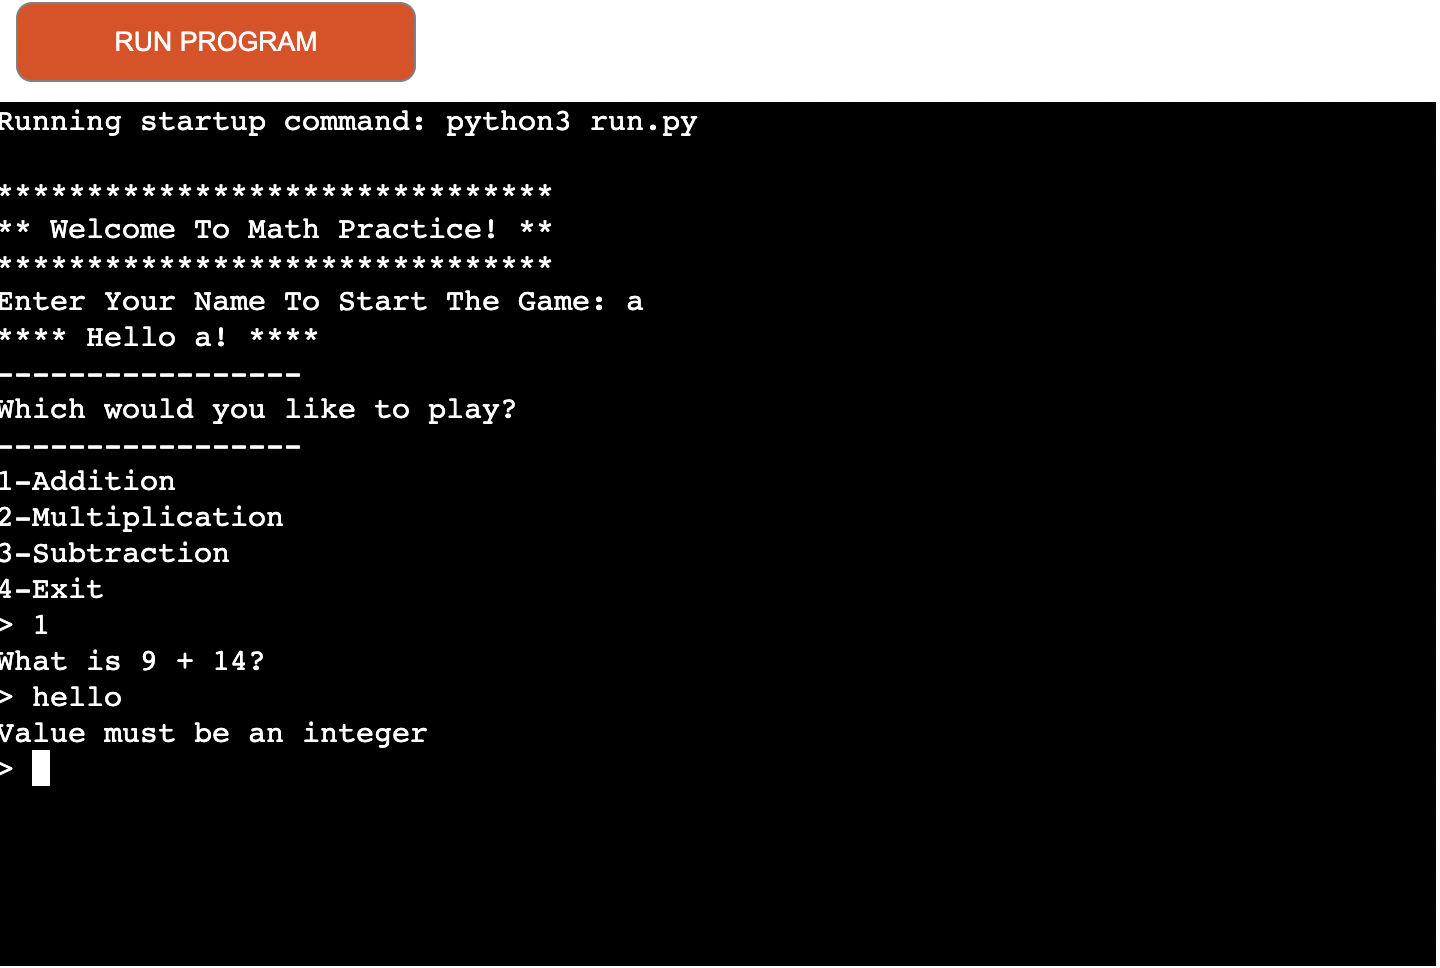 RUN PROGRAM
Running startup command: python3 run.py
*******************************
** Welcome To Math Practice! **
*******************************
Enter Your Name To Start The Game: a
**** Hello a! ****
-----------------
Which would you like to play?
-----------------
1-Addition
2-Multiplication
3-Subtraction
4-Exit
> 1
What is 9 + 14?
> hello
Value must be an integer
>